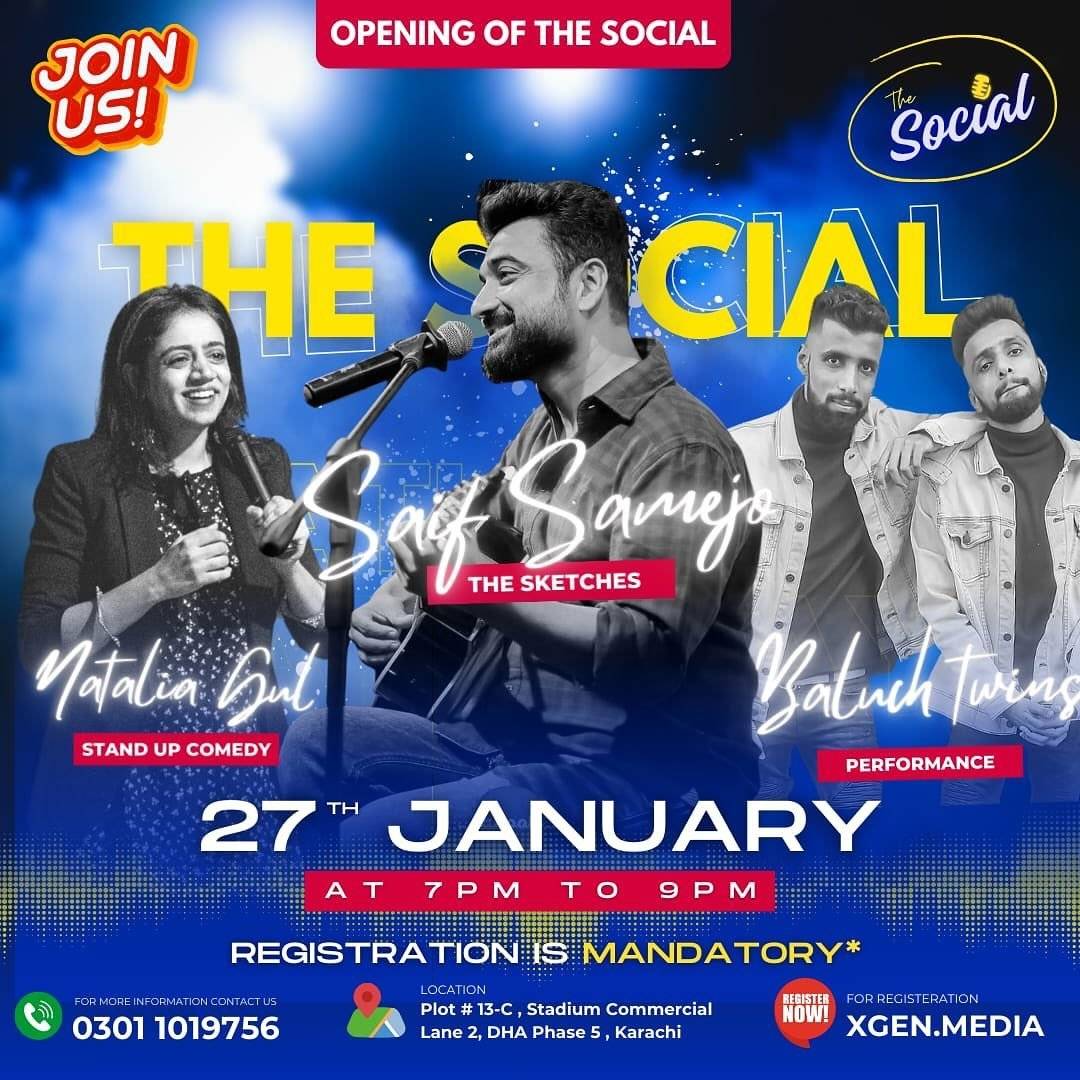 OPENING OF THE SOCIAL
JOIN
US!
The
Social
THE SOCIAL
Saif Samejo
THE SKETCHES
Natalia Gul
STAND UP COMEDY
Baluch Twins
PERFORMANCE
27TH JANUARY
AT 7PM TO 9PM
REGISTRATION IS MANDATORY*
FOR MORE INFORMATION CONTACT US
0301 1019756
LOCATION
Plot # 13-C , Stadium Commercial
Lane 2, DHA Phase 5 , Karachi
REGISTER
NOW!
FOR REGISTERATION
XGEN.MEDIA